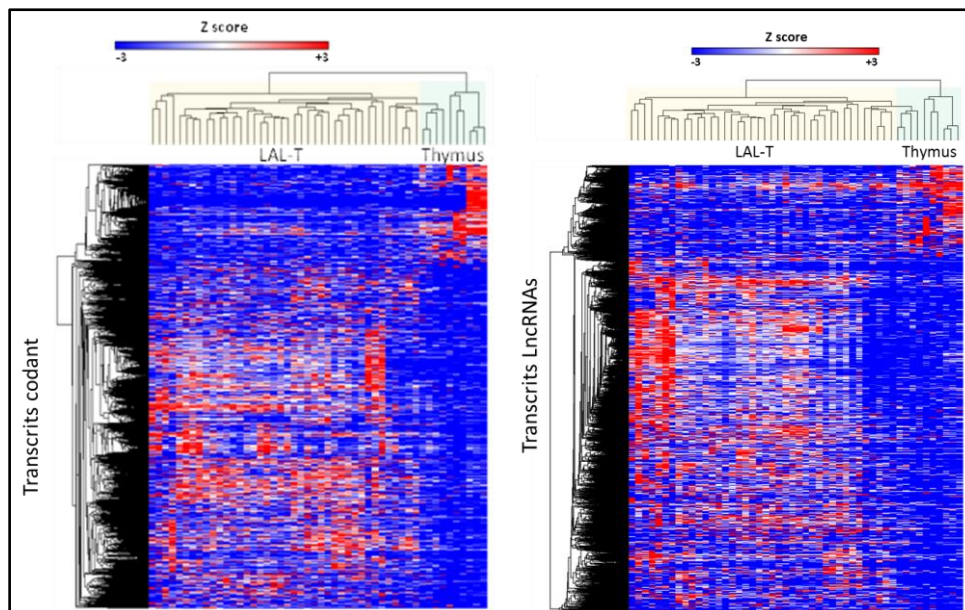 Z score
-3 +3
LAL-T Thymus
Transcrits codant
Z score
-3 +3
LAL-T Thymus
Transcrits LncRNAs